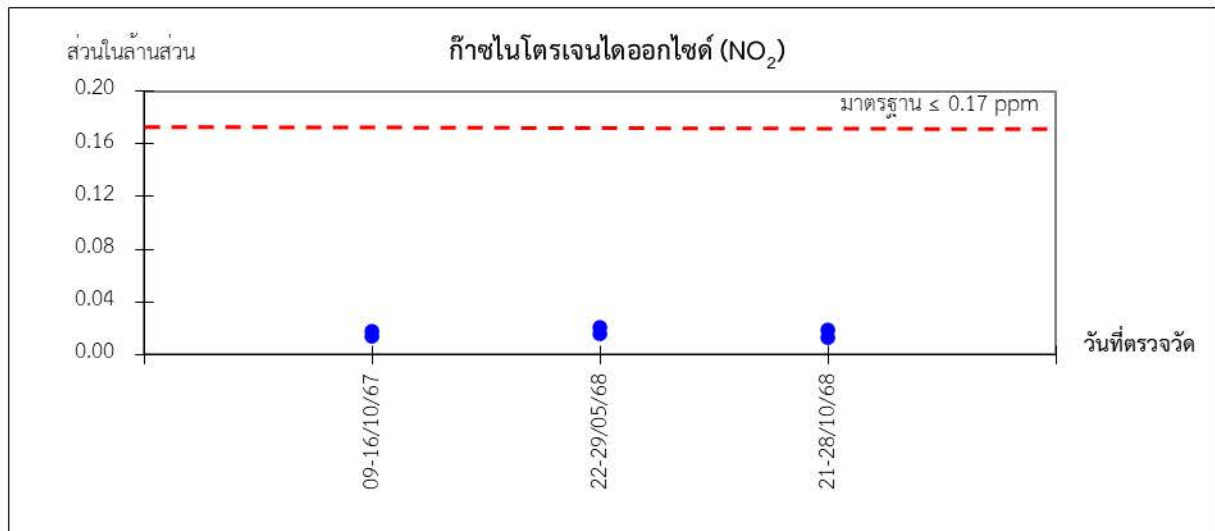 ก๊าซไนโตรเจนไดออกไซด์ (NO₂)
ส่วนในล้านส่วน
0.20
มาตรฐาน ≤ 0.17 ppm
0.16
0.12
0.08
0.04
0.00
วันที่ตรวจวัด
09-16/10/67
22-29/05/68
21-28/10/68